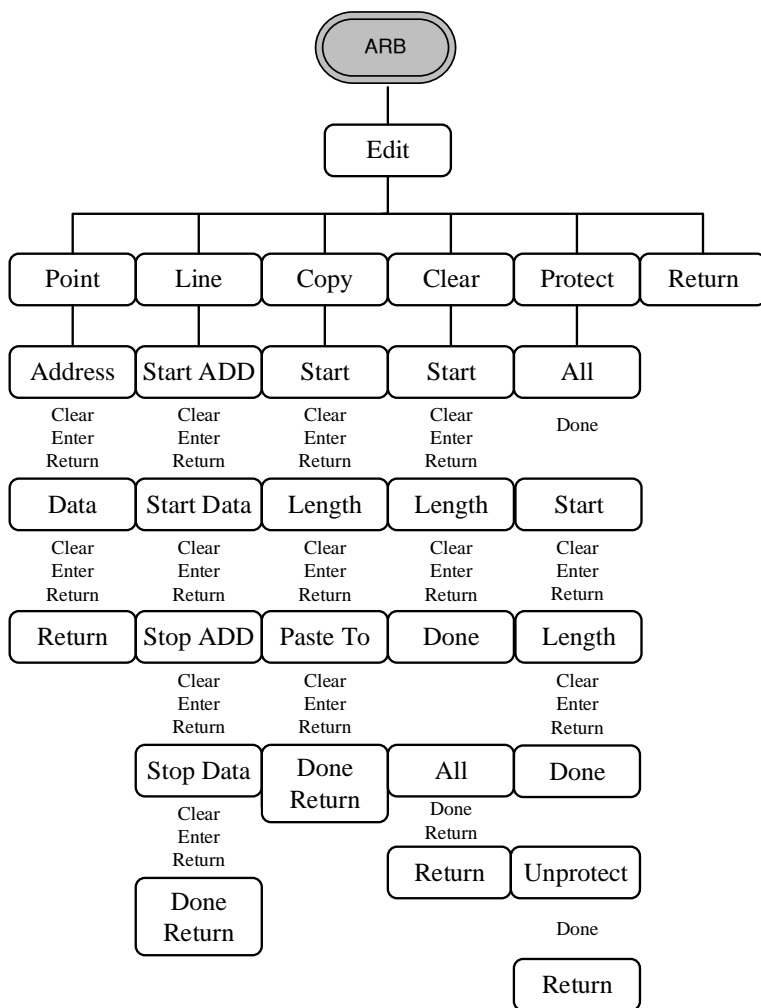 ARB
Edit
Point
Line
Copy
Clear
Protect
Return
Address
Start ADD
Start
Start
All
Clear
Enter
Return
Clear
Enter
Return
Clear
Enter
Return
Clear
Enter
Return
Done
Data
Start Data
Length
Length
Start
Clear
Enter
Return
Clear
Enter
Return
Clear
Enter
Return
Clear
Enter
Return
Clear
Enter
Return
Return
Stop ADD
Paste To
Done
Length
Clear
Enter
Return
Clear
Enter
Return
Clear
Enter
Return
Stop Data
Done
Return
All
Done
Clear
Enter
Return
Done
Return
Return
Unprotect
Done
Return
Done
Return